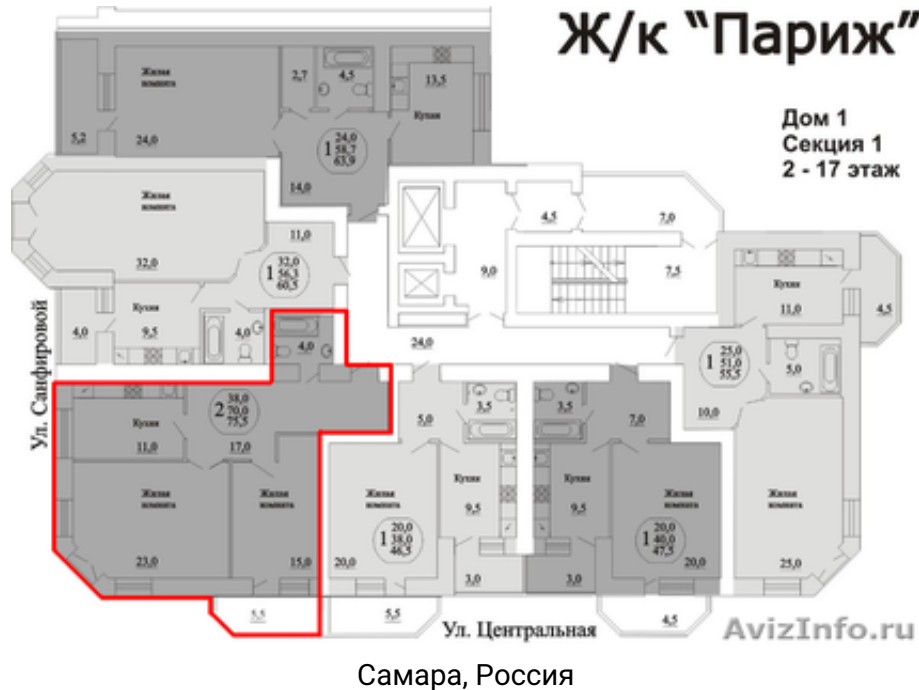 Ж/к “Париж”
Дом 1
Секция 1
2 - 17 этаж
Жилая
комната
24,0
5,2
2,7
4,5
13,5
Кухня
24,0
1 58,7
63,9
14,0
Жилая
комната
32,0
11,0
32,0
1 56,3
60,5
4,0
Кухня
9,5
4,0
4,5
7,0
9,0
7,5
24,0
Кухня
11,0
4,5
25,0
1 51,0
55,5
5,0
10,0
Жилая
комната
25,0
4,0
38,0
2 70,0
75,5
Кухня
11,0
17,0
Жилая
комната
23,0
Жилая
комната
15,0
5,5
5,0
3,5
Жилая
комната
Кухня
9,5
20,0
1 38,0
46,5
20,0
3,0
5,5
3,5
7,0
Кухня
9,5
Жилая
комната
20,0
1 40,0
47,5
20,0
3,0
4,5
Ул. Санфировой
Ул. Центральная
AvizInfo.ru
Самара, Россия